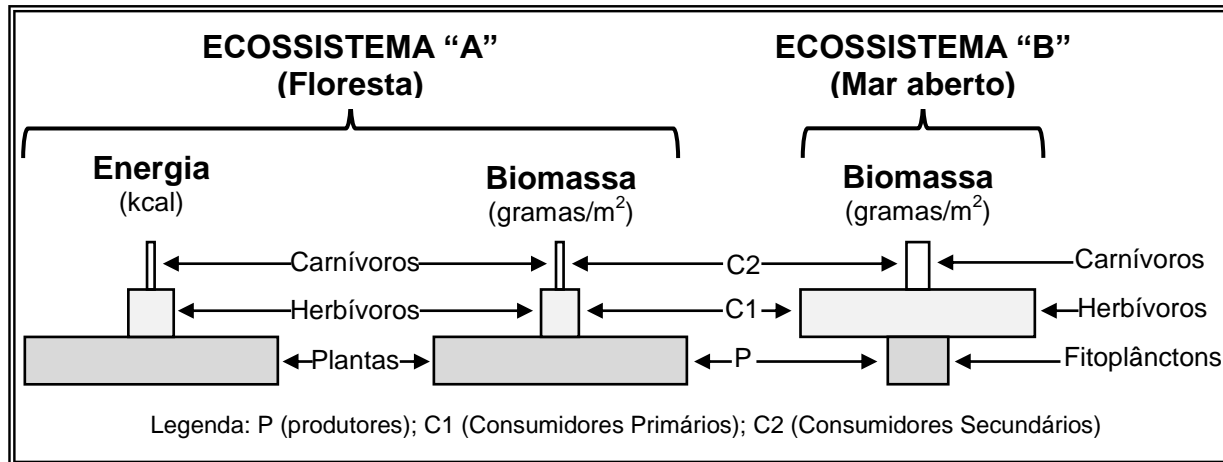 ECOSSISTEMA “A”
(Floresta)
ECOSSISTEMA “B”
(Mar aberto)
Energia
(kcal)
Biomassa
(gramas/m²)
Biomassa
(gramas/m²)
Carnívoros C2 Carnívoros
Herbívoros C1 Herbívoros
Plantas P Fitoplânctons
Legenda: P (produtores); C1 (Consumidores Primários); C2 (Consumidores Secundários)